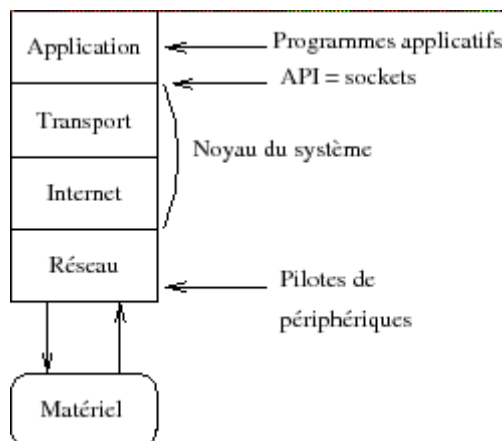 Application
Programmes applicatifs
API = sockets
Transport
Noyau du système
Internet
Réseau
Pilotes de
périphériques
Matériel